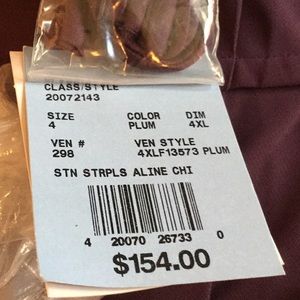 CLASS/STYLE
20072143
SIZE COLOR DIM
4 PLUM 4XL
VEN # VEN STYLE
298 4XLF13573 PLUM
STN STRPLS ALINE CHI
4 20070 26733 0
$154.00